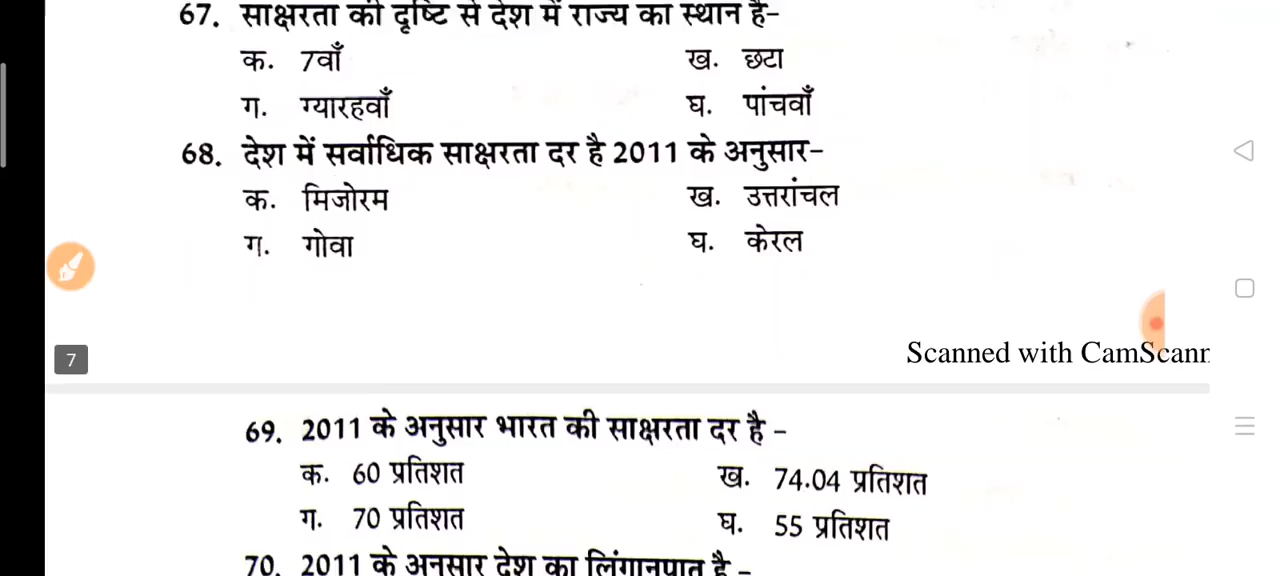 67. साक्षरता की दृष्टि से देश में राज्य का स्थान है-
क. 7वाँ ख. छटा
ग. ग्यारहवाँ घ. पांचवाँ
68. देश में सर्वाधिक साक्षरता दर है 2011 के अनुसार-
क. मिजोरम ख. उत्तरांचल
ग. गोवा घ. केरल
7
Scanned with CamScann
69. 2011 के अनुसार भारत की साक्षरता दर है -
क. 60 प्रतिशत ख. 74.04 प्रतिशत
ग. 70 प्रतिशत घ. 55 प्रतिशत
70. 2011 के अनुसार देश का लिंगानुपात है -